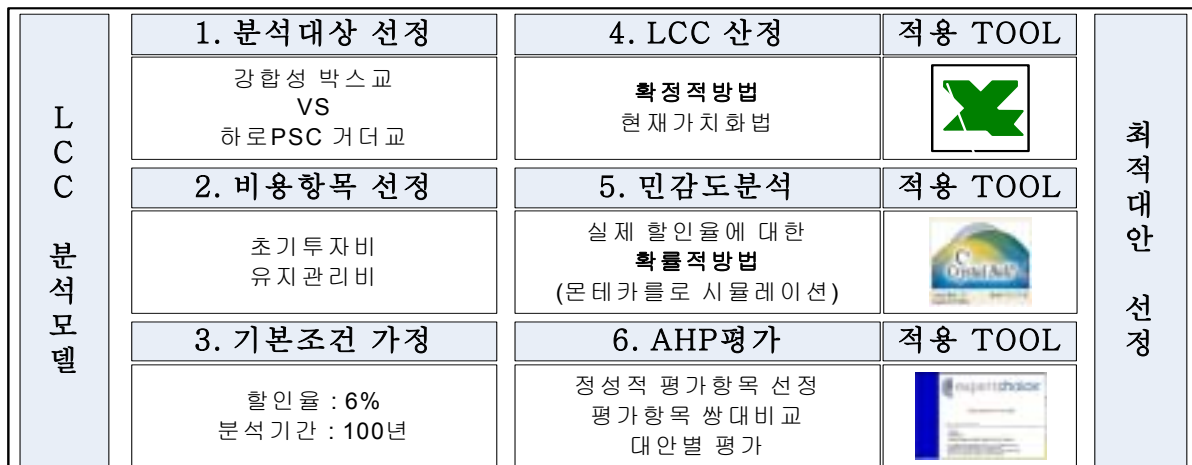 LCC 분석모델
1. 분석대상 선정
강합성 박스교
VS
하로PSC 거더교
2. 비용항목 선정
초기투자비
유지관리비
3. 기본조건 가정
할인율 : 6%
분석기간 : 100년
4. LCC 산정
적용 TOOL
확정적방법
현재가치화법
5. 민감도분석
적용 TOOL
실제 할인율에 대한
확률적방법
(몬테카를로 시뮬레이션)
Crystal Ball
6. AHP평가
적용 TOOL
정성적 평가항목 선정
평가항목 쌍대비교
대안별 평가
expertchoice
최적대안 선정